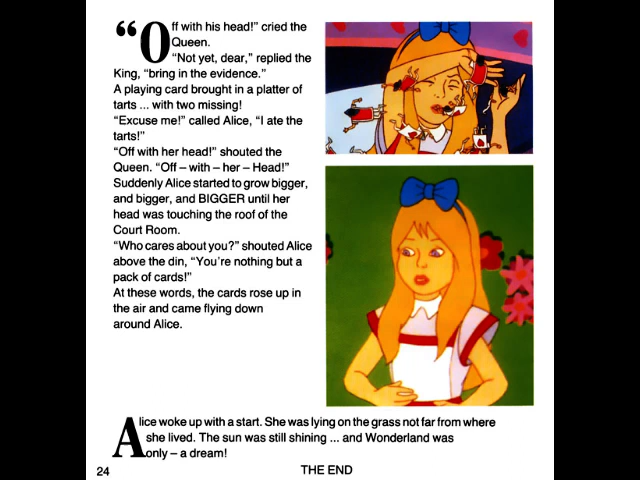 “Off with his head!” cried the
Queen.
“Not yet, dear,” replied the
King, “bring in the evidence.”
A playing card brought in a platter of
tarts ... with two missing!
“Excuse me!” called Alice, “I ate the
tarts!”
“Off with her head!” shouted the
Queen. “Off – with – her – Head!”
Suddenly Alice started to grow bigger,
and bigger, and BIGGER until her
head was touching the roof of the
Court Room.
“Who cares about you?” shouted Alice
above the din, “You’re nothing but a
pack of cards!”
At these words, the cards rose up in
the air and came flying down
around Alice.
Alice woke up with a start. She was lying on the grass not far from where
she lived. The sun was still shining ... and Wonderland was
only – a dream!
24
THE END